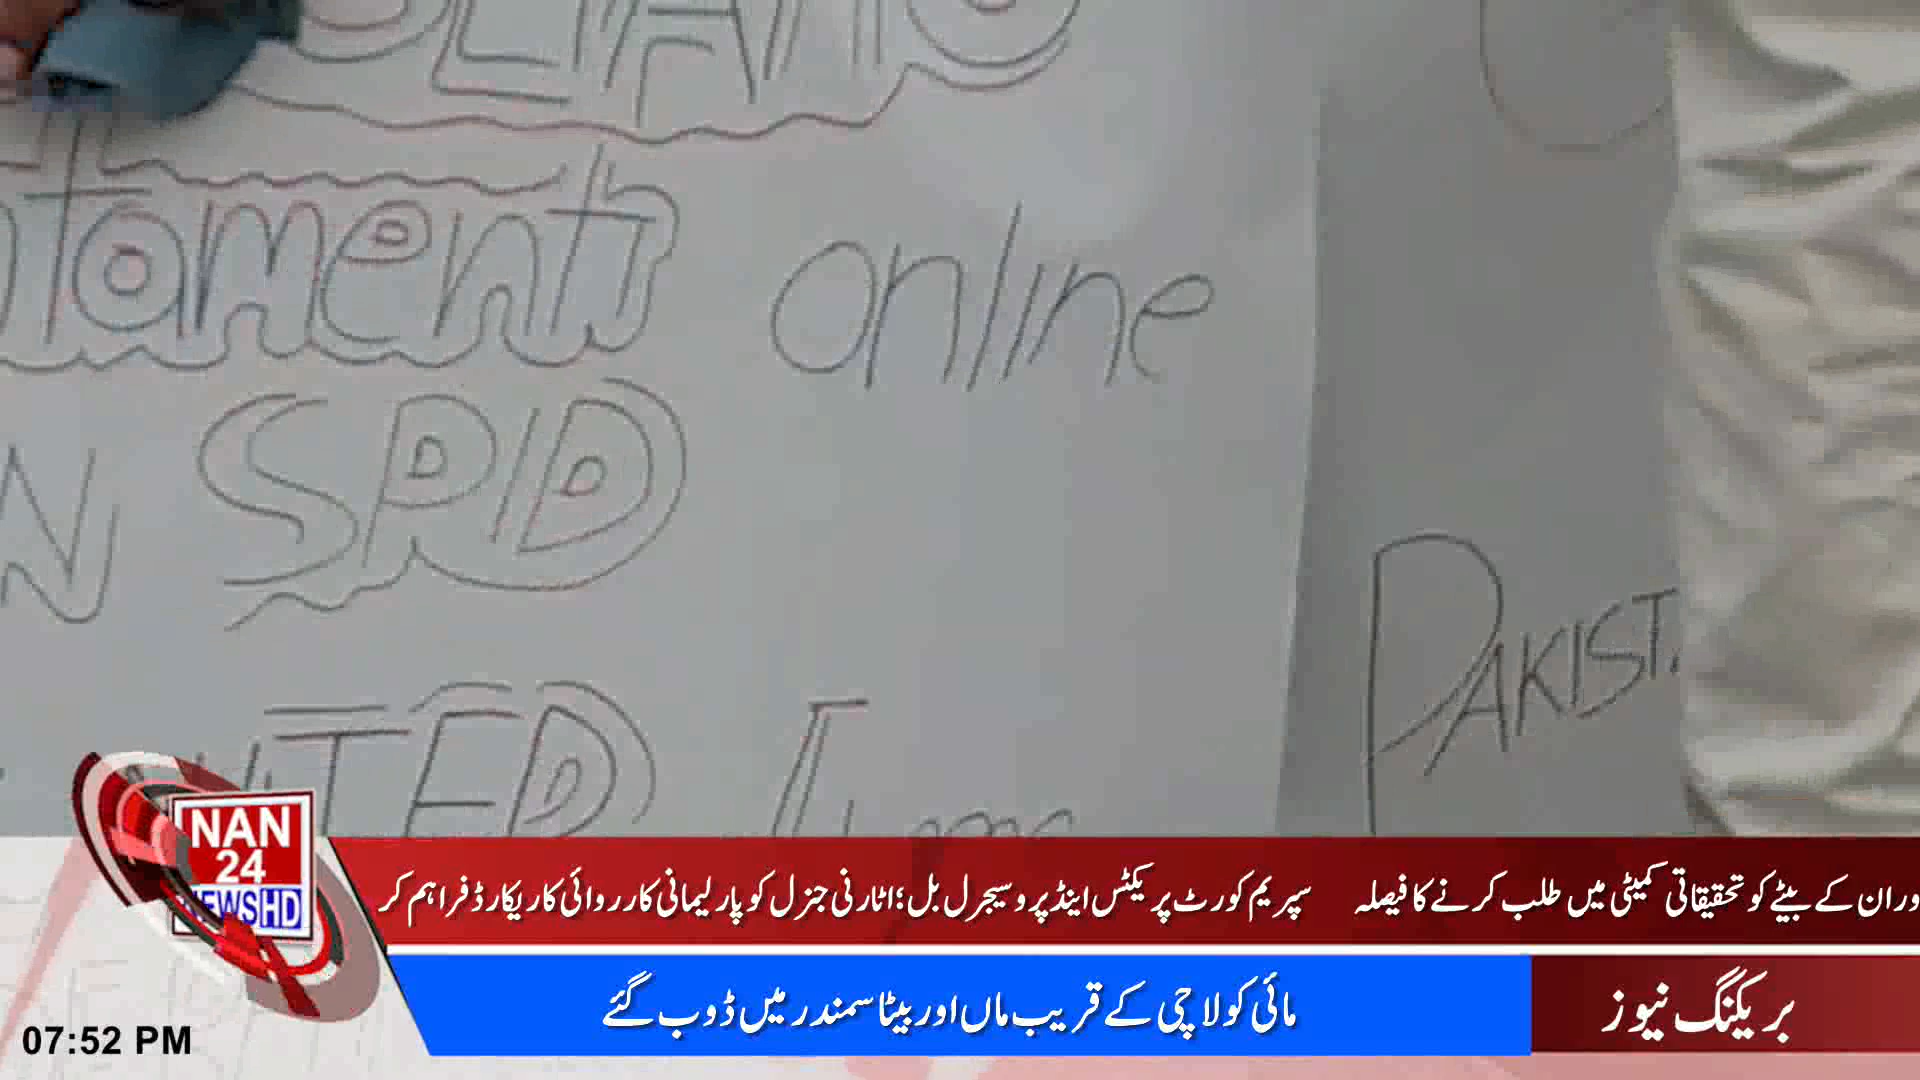 online
N SPD
PAKIST.
NAN
24
NEWSHD
وران کے بیٹے کو تحقیقاتی کمیٹی میں طلب کرنے کا فیصلہ سپریم کورٹ پریکٹس اینڈ پروسیجرل بل؛ اٹارنی جنرل کو پارلیمانی کارروائی کا ریکارڈ فراہم کر
بریکنگ نیوز
مائی کولاچی کے قریب ماں اور بیٹا سمندر میں ڈوب گئے
07:52 PM